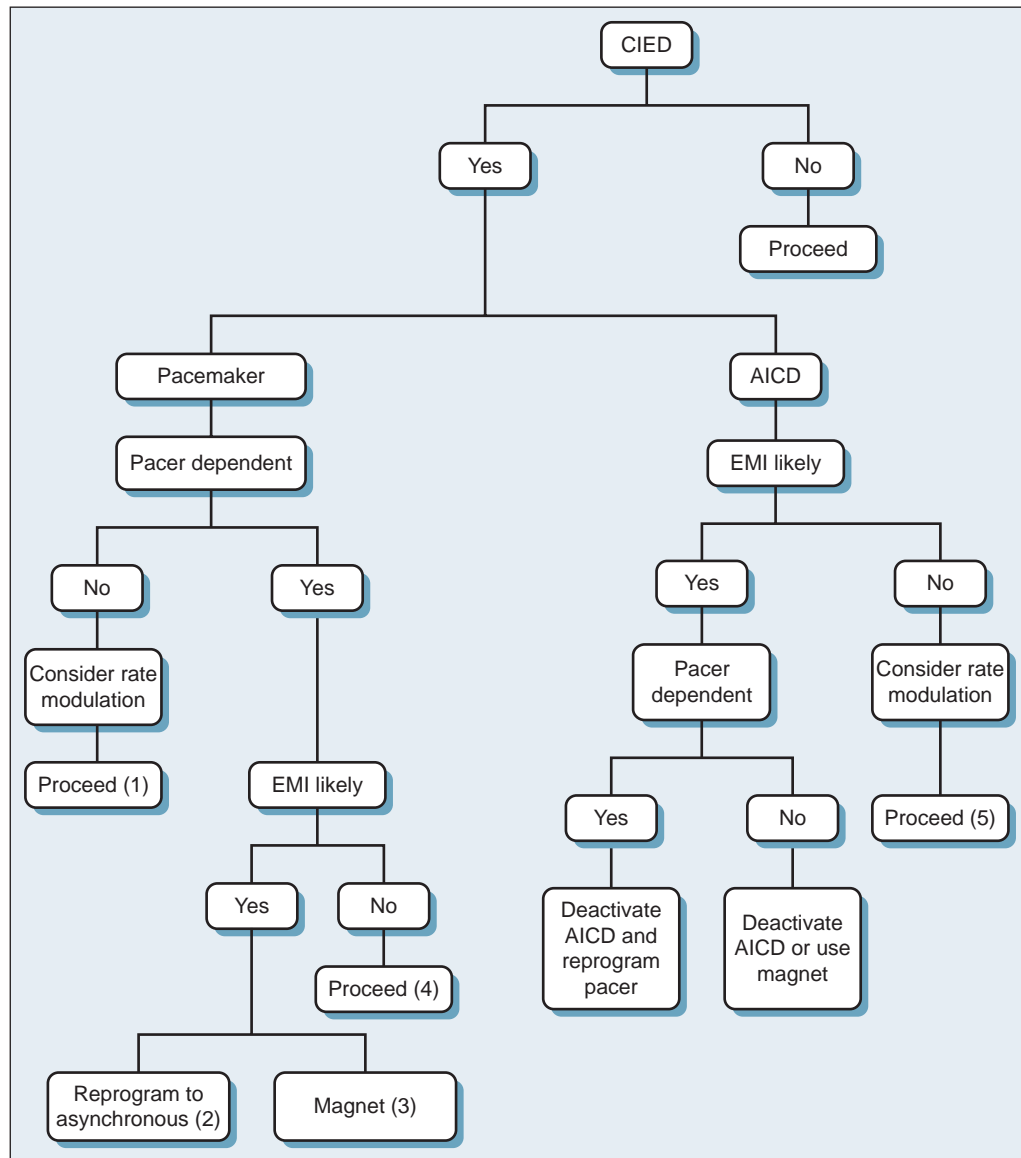 CIED
Yes
No
Proceed
Pacemaker
AICD
Pacer dependent
EMI likely
No
Yes
Yes
No
Consider rate
modulation
Pacer
dependent
Consider rate
modulation
Proceed (1)
EMI likely
Yes
No
Proceed (5)
Yes
No
Deactivate
AICD and
reprogram
pacer
Deactivate
AICD or use
magnet
Proceed (4)
Reprogram to
asynchronous (2)
Magnet (3)